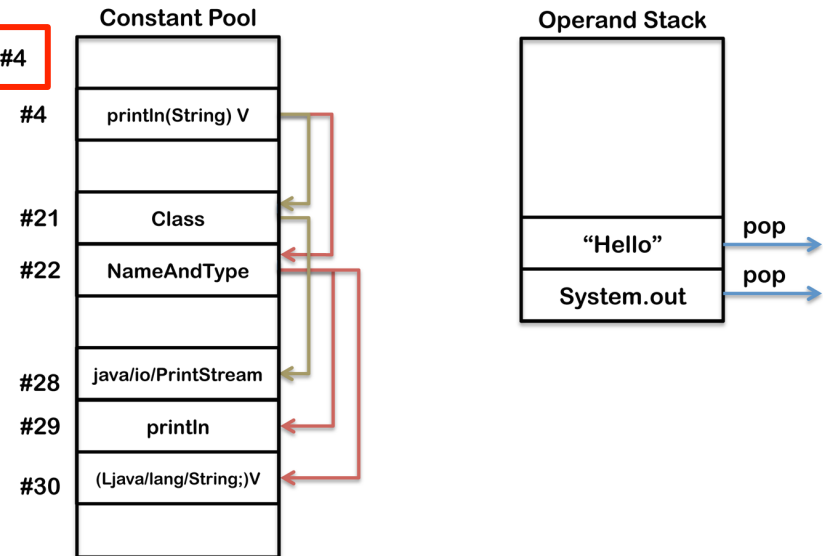 Constant Pool
Operand Stack
#4
#4
println(String) V
#21
Class
#22
NameAndType
#28
java/io/PrintStream
#29
println
#30
(Ljava/lang/String;)V
“Hello”
pop
System.out
pop